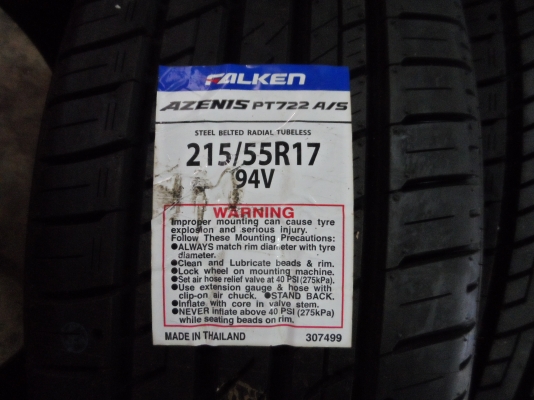 FALKEN
AZENIS PT722 A/S
STEEL BELTED RADIAL TUBELESS
215/55R17
94V
WARNING
Improper mounting can cause tyre
explosion and serious injury.
Follow These Mounting Precautions:
●ALWAYS match rim diameter with tyre
diameter.
●Clean and Lubricate beads & rim.
●Lock wheel on mounting machine.
●Set air hose relief valve at 40 PSI (275kPa).
●Use extension gauge & hose with
clip-on air chuck. ●STAND BACK.
●Inflate with core in valve stem.
●NEVER inflate above 40 PSI (275kPa)
while seating beads on rim.
MADE IN THAILAND 307499